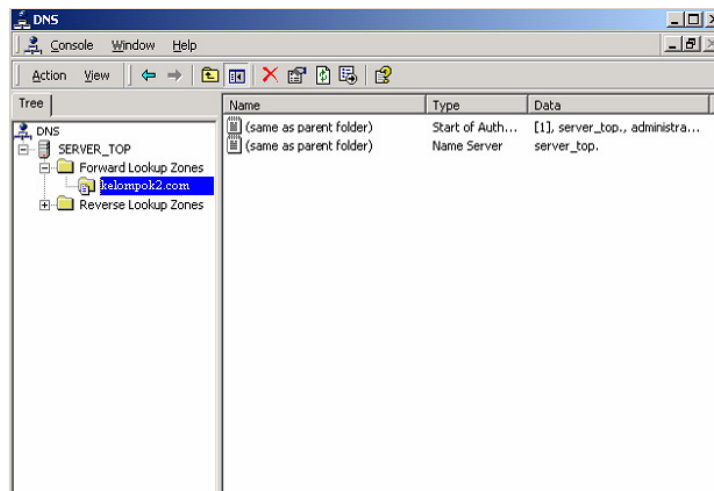 DNS
Console Window Help
Action View
Tree
DNS
SERVER_TOP
Forward Lookup Zones
kelompok2.com
Reverse Lookup Zones
Name Type Data
(same as parent folder) Start of Auth... [1], server_top., administra...
(same as parent folder) Name Server server_top.